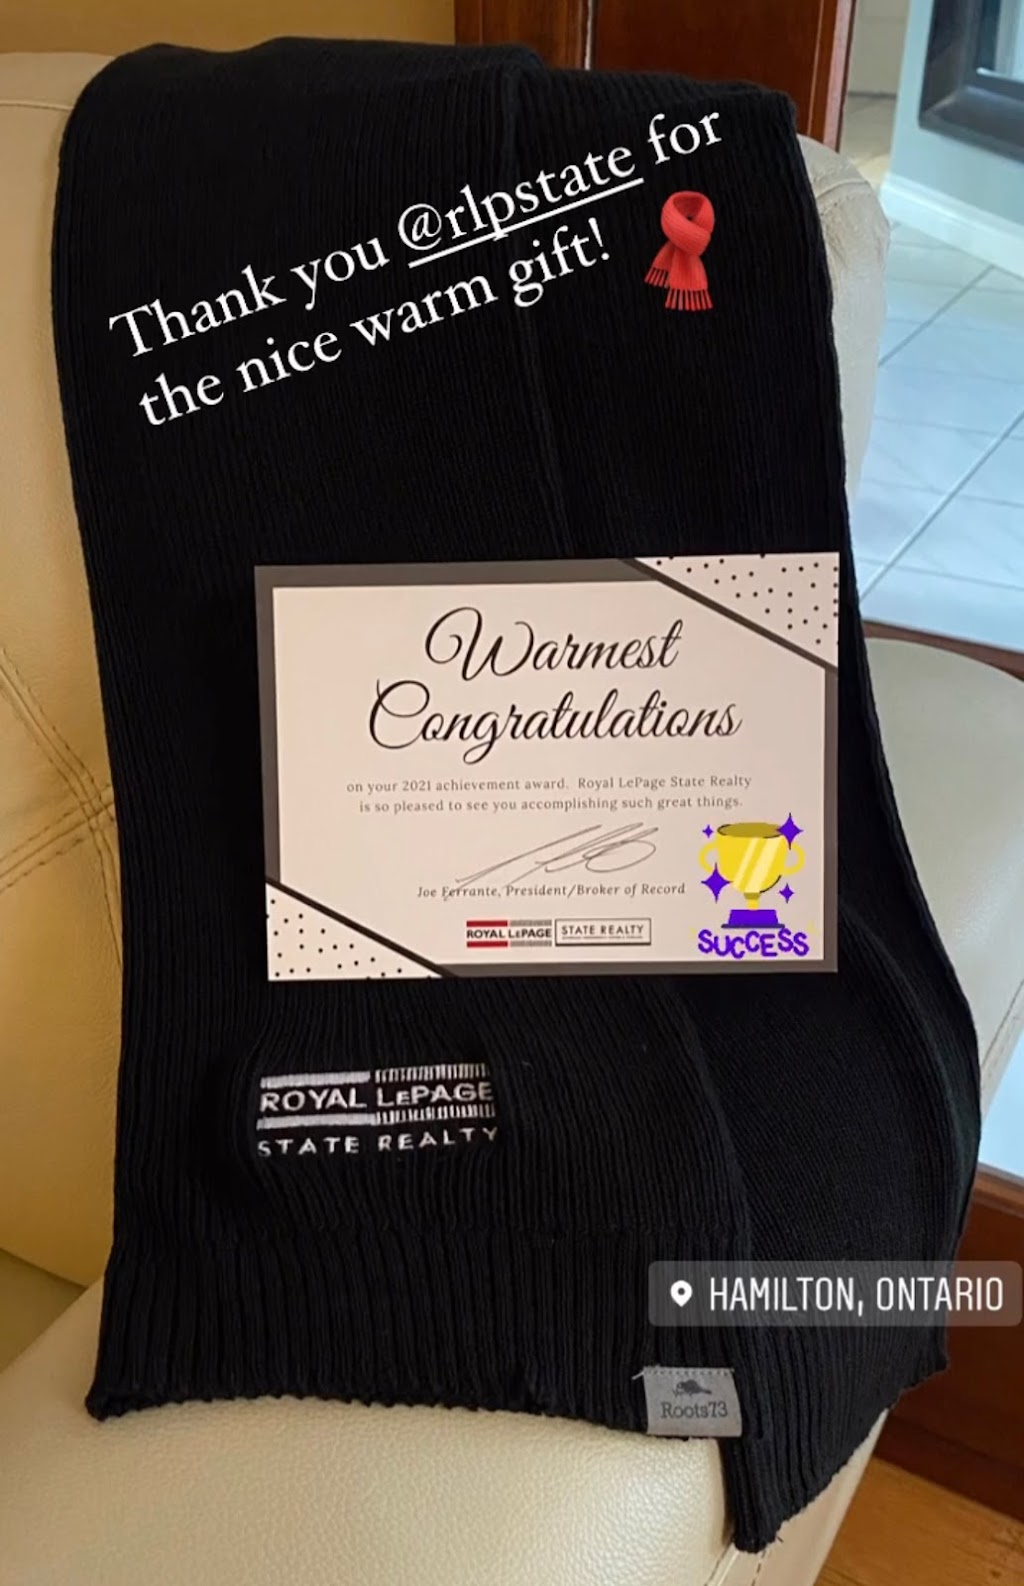 Thank you @rlpstate for
the nice warm gift!
Warmest
Congratulations
on your 2021 achievement award. Royal LePage State Realty
is so pleased to see you accomplishing such great things.
Joe Ferrante, President/Broker of Record
ROYAL LEPAGE
STATE REALTY
SUCCESS
ROYAL LEPAGE
STATE REALTY
HAMILTON, ONTARIO
Roots73